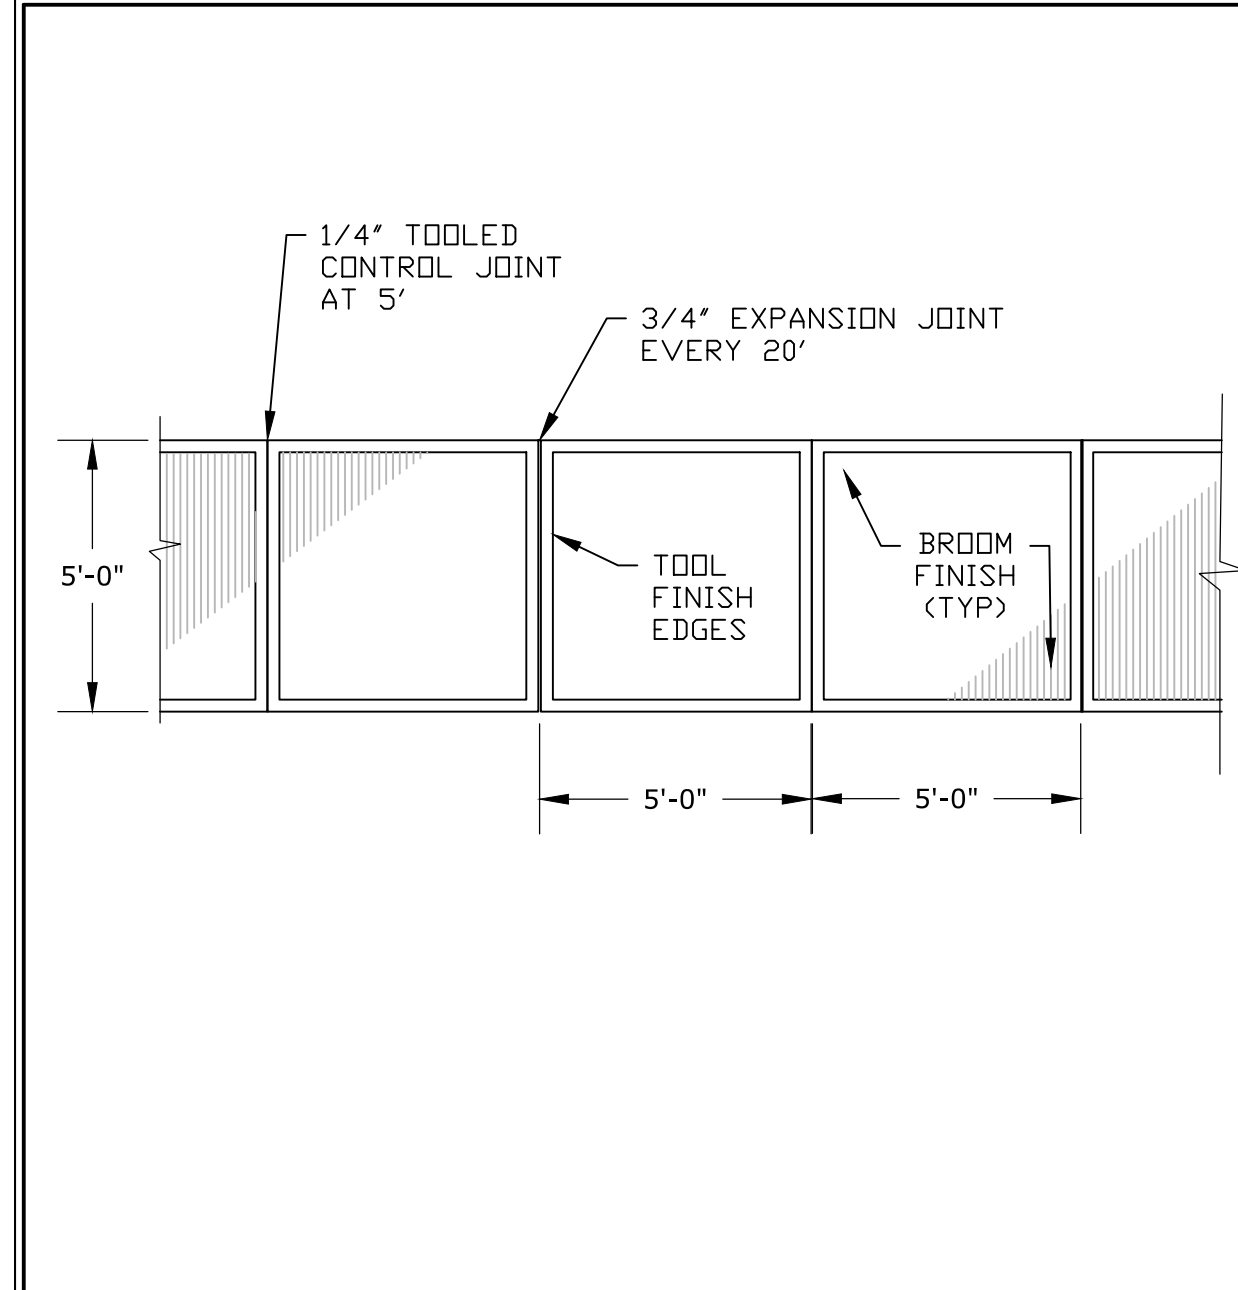 1/4" TOOLED
CONTROL JOINT
AT 5'
3/4" EXPANSION JOINT
EVERY 20'
5'-0"
TOOL
FINISH
EDGES
BROOM
FINISH
(TYP)
5'-0"
5'-0"